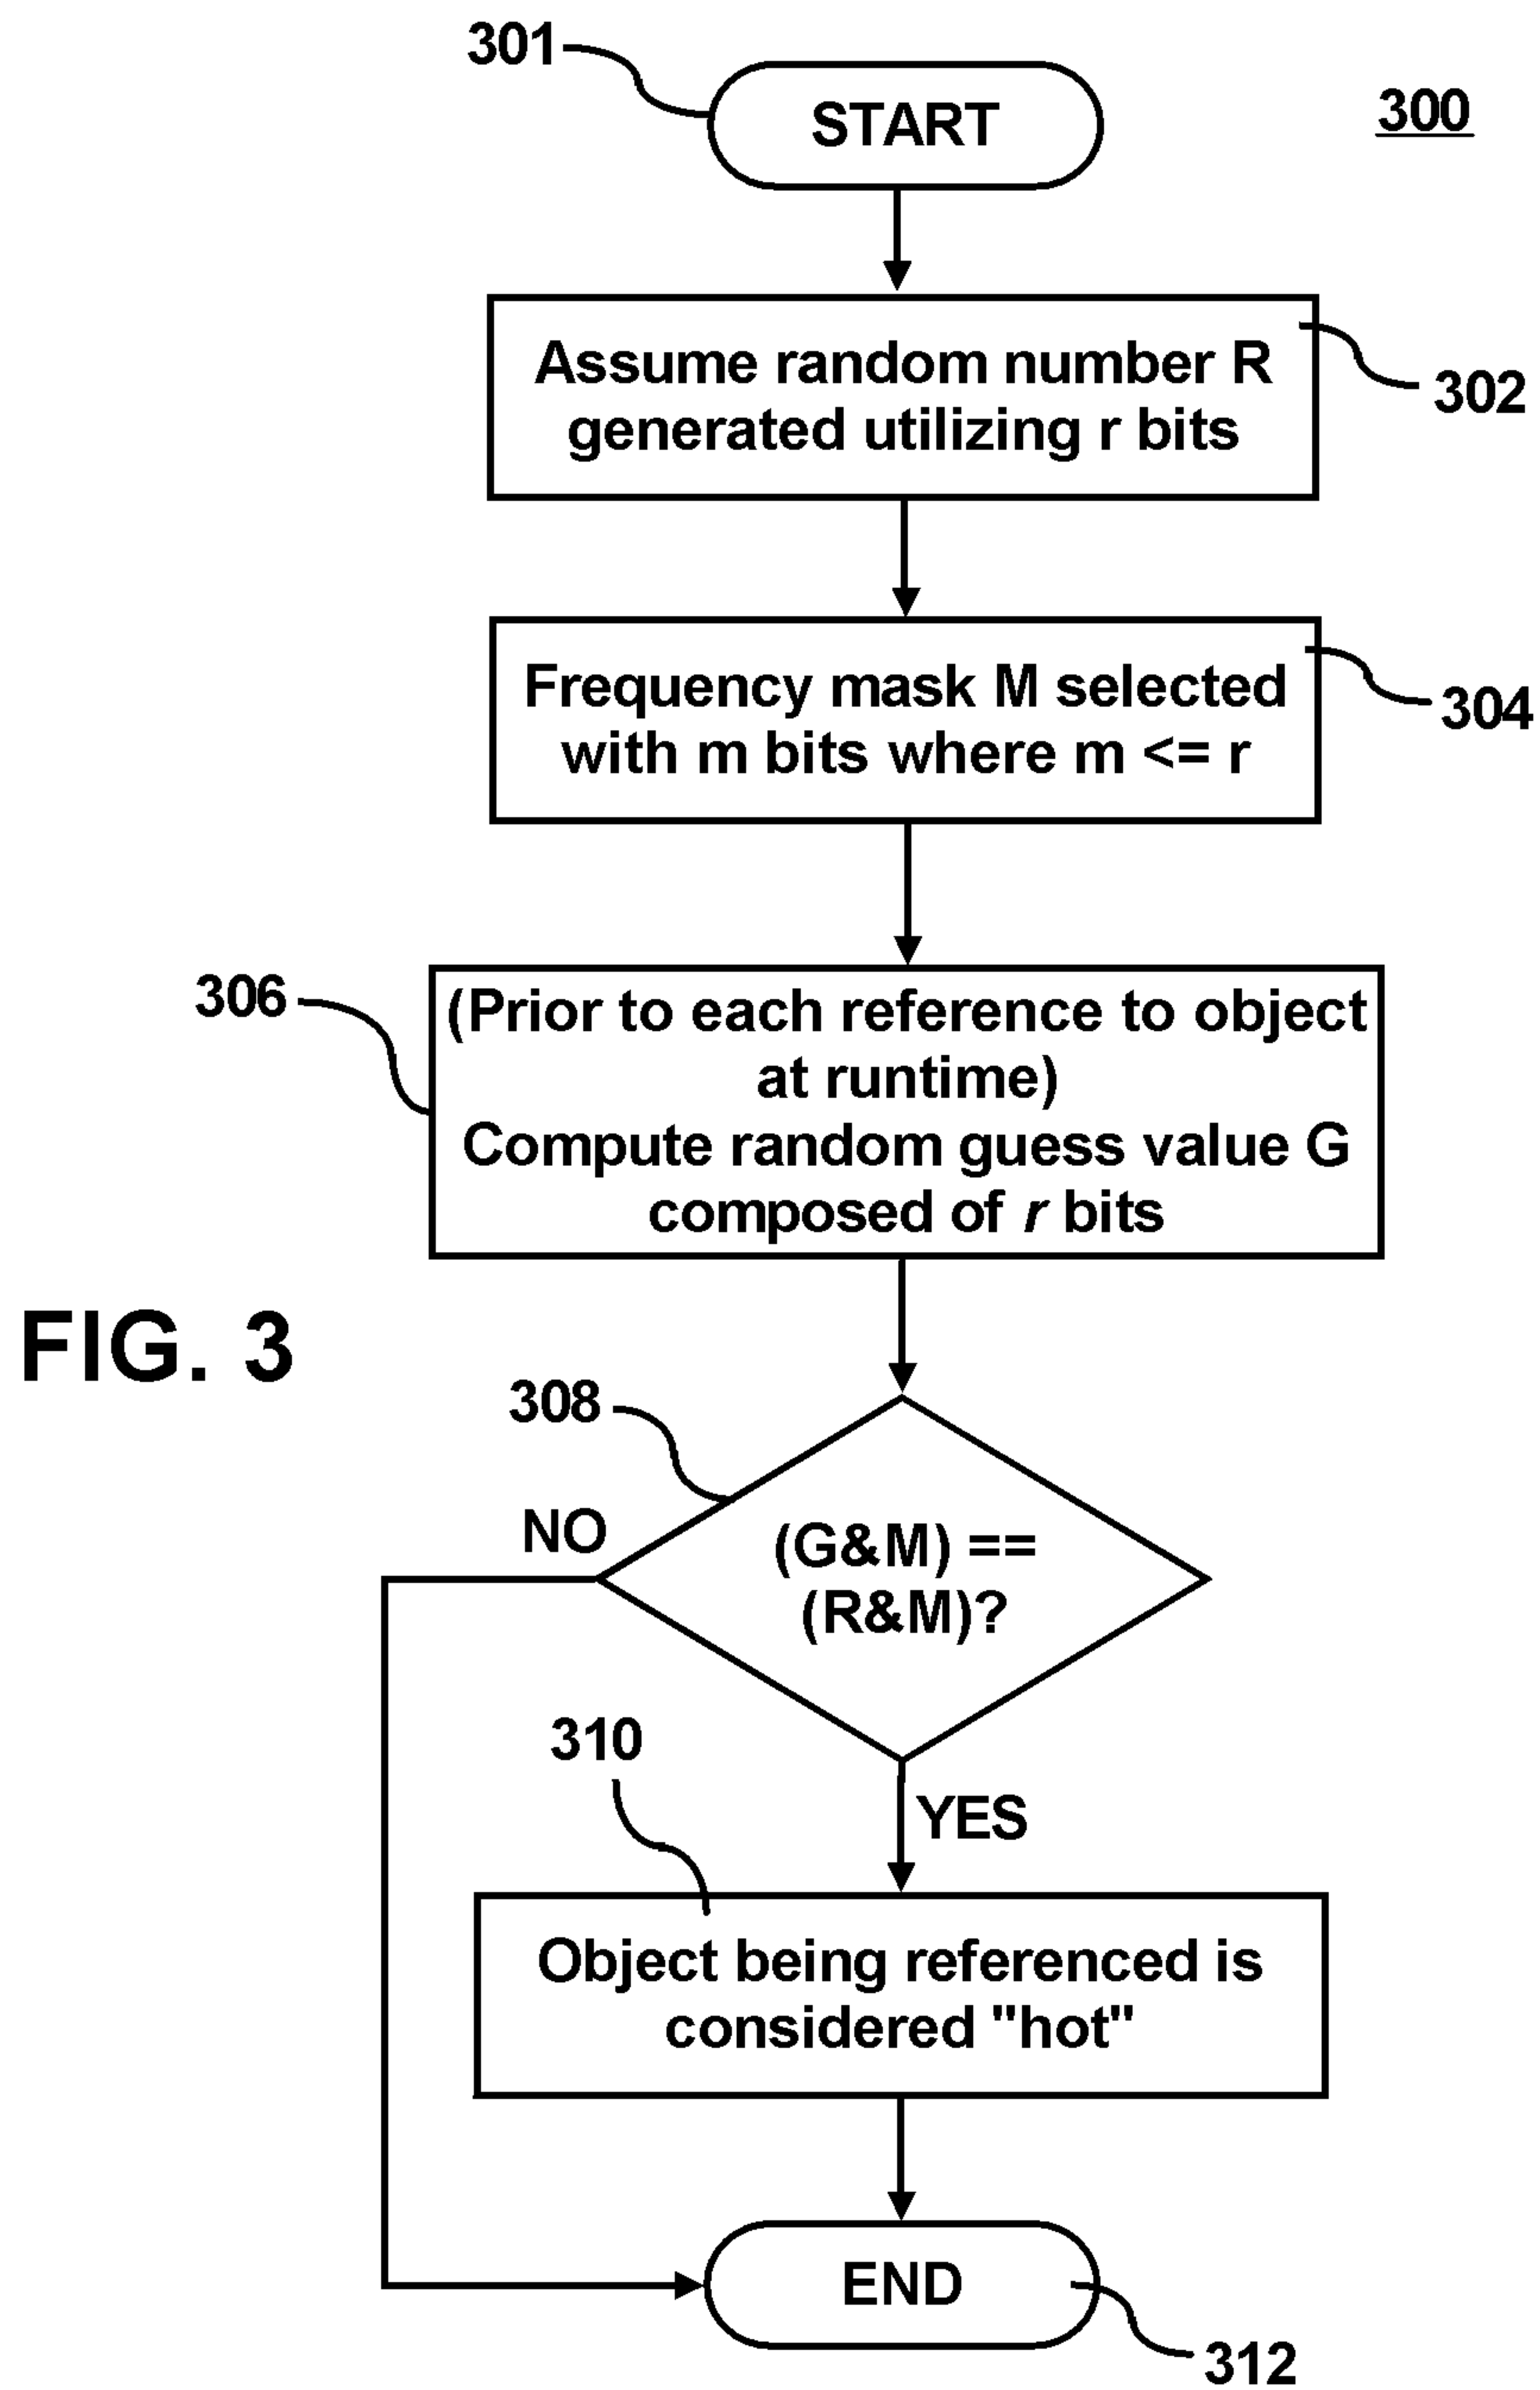 301
START
300
Assume random number R
generated utilizing r bits
302
Frequency mask M selected
with m bits where m <= r
304
306
(Prior to each reference to object
at runtime)
Compute random guess value G
composed of r bits
FIG. 3
308
NO
(G&M) ==
(R&M)?
310
YES
Object being referenced is
considered "hot"
END
312